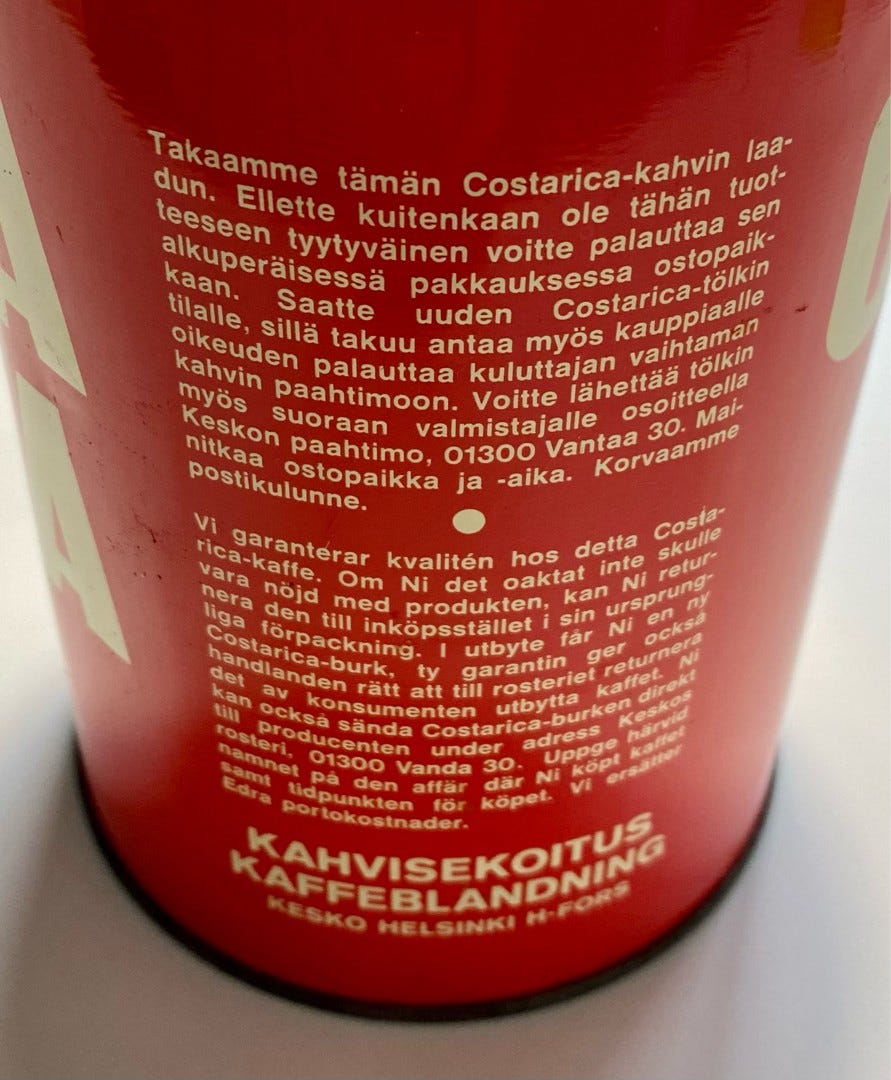 Takaamme tämän Costarica-kahvin laa-
dun. Ellette kuitenkaan ole tähän tuot-
teeseen tyytyväinen voitte palauttaa sen
alkuperäisessä pakkauksessa ostopaik-
kaan. Saatte uuden Costarica-tölkin
tilalle, sillä takuu antaa myös kauppiaalle
oikeuden palauttaa kuluttajan vaihtaman
kahvin paahtimoon. Voitte lähettää tölkin
myös suoraan valmistajalle osoitteella
Keskon paahtimo, 01300 Vantaa 30. Mai-
nitkaa ostopaikka ja -aika. Korvaamme
postikulunne.
Vi garanterar kvalitén hos detta Costa-
rica-kaffe. Om Ni det oaktat inte skulle
vara nöjd med produkten, kan Ni retur-
nera den till inköpsstället i sin ursprung-
liga förpackning. I utbyte får Ni en ny
Costarica-burk, ty garantin ger också
handlanden rätt att till rosteriet returnera
det av konsumenten utbytta kaffet. Ni
kan också sända Costarica-burken direkt
till producenten under adress Keskos
rosteri, 01300 Vanda 30. Uppge härvid
namnet på den affär där Ni köpt kaffet
samt tidpunkten för köpet. Vi ersätter
Edra portokostnader.
KAHVISEKOITUS
KAFFEBLANDNING
KESKO HELSINKI H-FORS